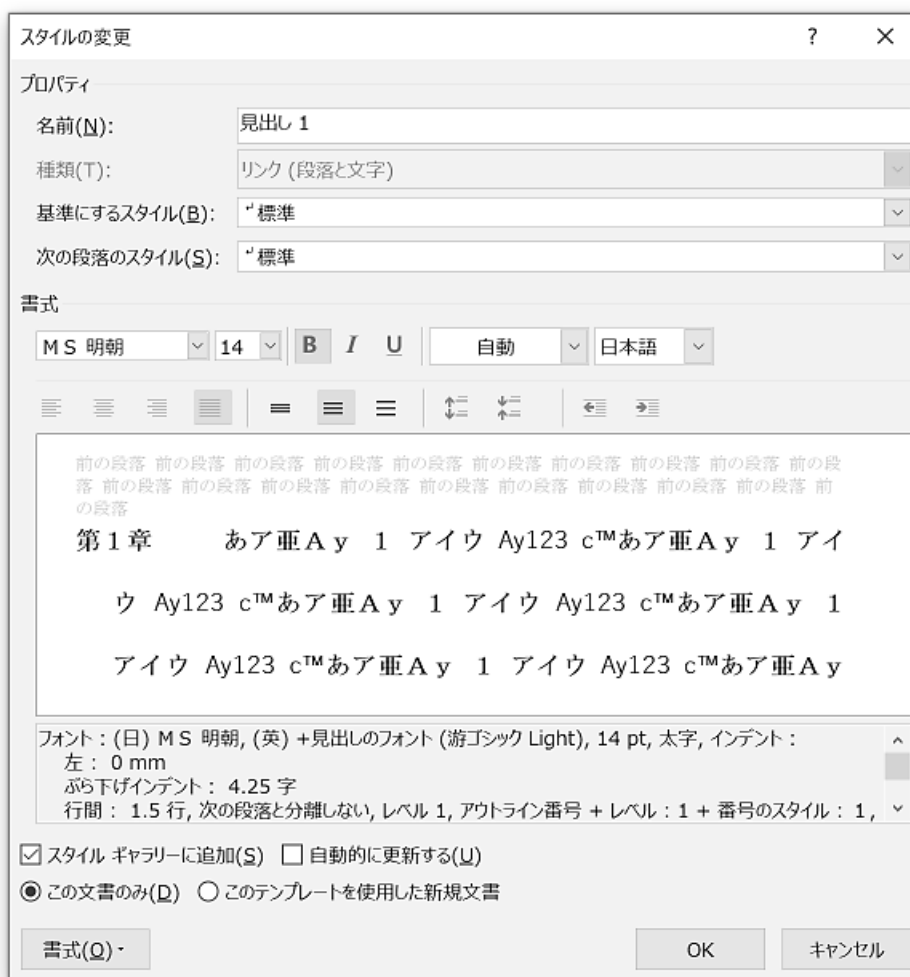 スタイルの変更
プロパティ
名前(N): 見出し 1
種類(T): リンク (段落と文字)
基準にするスタイル(B): 標準
次の段落のスタイル(S): 標準
書式
ＭＳ 明朝 14 B I U 自動 日本語
前の段落 前の段落 前の段落 前の段落 前の段落 前の段落 前の段落 前の段落 前の段落 前の段
落 前の段落 前の段落 前の段落 前の段落 前の段落 前の段落 前の段落 前の段落 前の段落 前
の段落
第１章 あア亜Ａｙ １ アイウ Ay123 c™あア亜Ａｙ １ アイ
ウ Ay123 c™あア亜Ａｙ １ アイウ Ay123 c™あア亜Ａｙ １
アイウ Ay123 c™あア亜Ａｙ １ アイウ Ay123 c™あア亜Ａｙ
フォント : (日) ＭＳ 明朝, (英) +見出しのフォント (游ゴシック Light), 14 pt, 太字, インデント :
左 : 0 mm
ぶら下げインデント : 4.25 字
行間 : 1.5 行, 次の段落と分離しない, レベル 1, アウトライン番号 + レベル : 1 + 番号のスタイル : 1,
スタイル ギャラリーに追加(S) 自動的に更新する(U)
この文書のみ(D) このテンプレートを使用した新規文書
書式(O) OK キャンセル